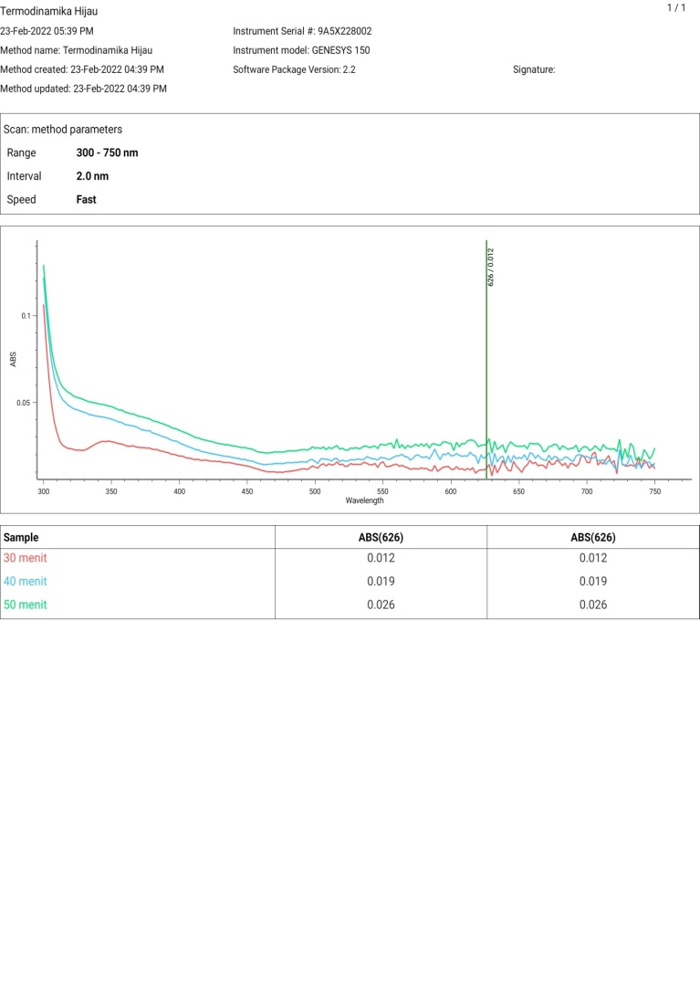 Termodinamika Hijau
1 / 1
23-Feb-2022 05:39 PM
Instrument Serial #: 9A5X228002
Method name: Termodinamika Hijau
Instrument model: GENESYS 150
Method created: 23-Feb-2022 04:39 PM
Software Package Version: 2.2
Signature:
Method updated: 23-Feb-2022 04:39 PM
Scan: method parameters
Range 300 - 750 nm
Interval 2.0 nm
Speed Fast
626 / 0.012
0.1
ABS
0.05
300 350 400 450 500 550 600 650 700 750
Wavelength
Sample ABS(626) ABS(626)
30 menit 0.012 0.012
40 menit 0.019 0.019
50 menit 0.026 0.026